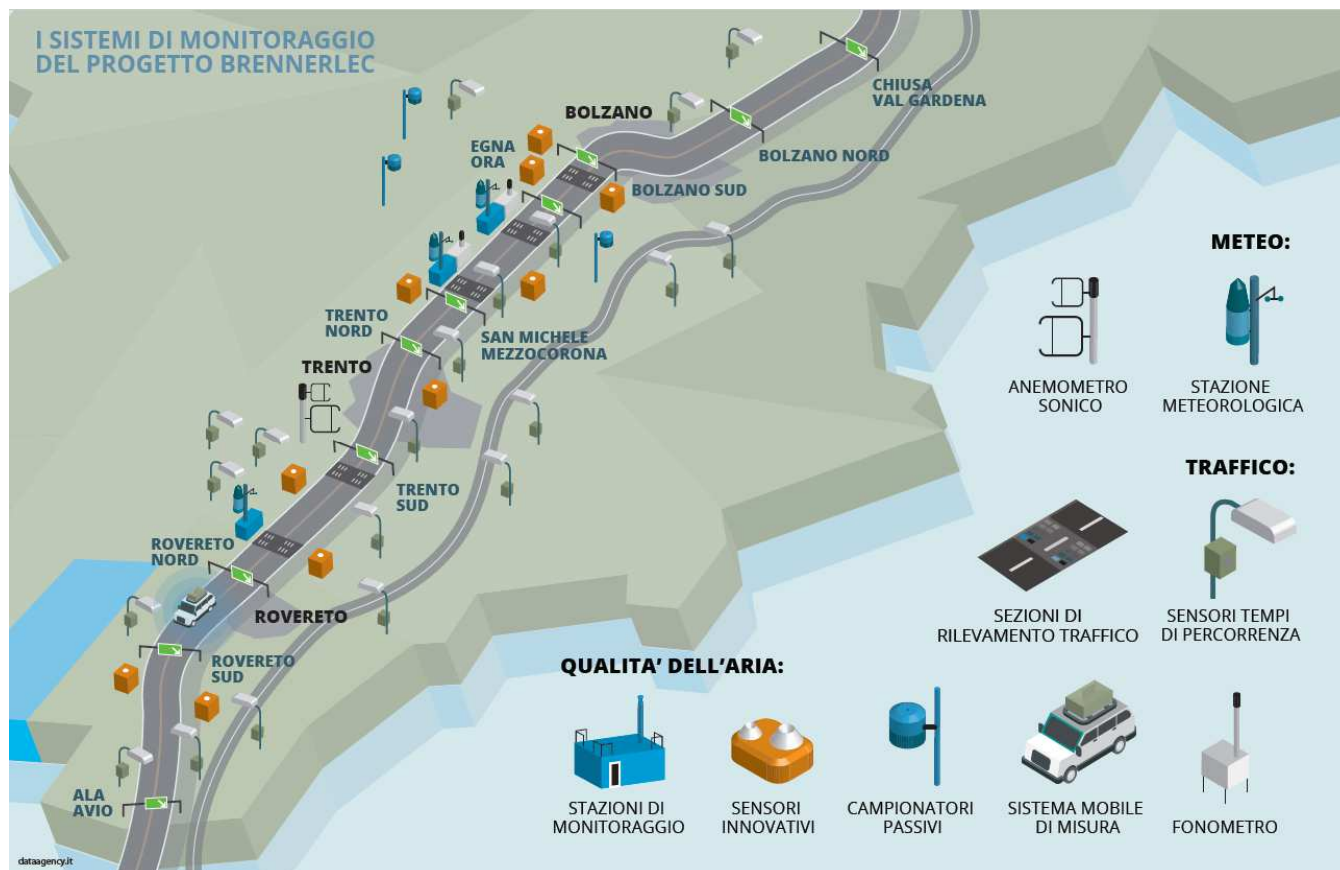 I SISTEMI DI MONITORAGGIO
DEL PROGETTO BRENNERLEC
CHIUSA
VAL GARDENA
BOLZANO
BOLZANO NORD
EGNA
ORA
BOLZANO SUD
TRENTO
NORD
SAN MICHELE
MEZZOCORONA
TRENTO
TRENTO
SUD
ROVERETO
NORD
ROVERETO
ROVERETO
SUD
ALA
AVIO
METEO:
ANEMOMETRO
SONICO
STAZIONE
METEOROLOGICA
TRAFFICO:
SEZIONI DI
RILEVAMENTO TRAFFICO
SENSORI TEMPI
DI PERCORRENZA
QUALITA’ DELL’ARIA:
STAZIONI DI
MONITORAGGIO
SENSORI
INNOVATIVI
CAMPIONATORI
PASSIVI
SISTEMA MOBILE
DI MISURA
FONOMETRO
dataagency.it